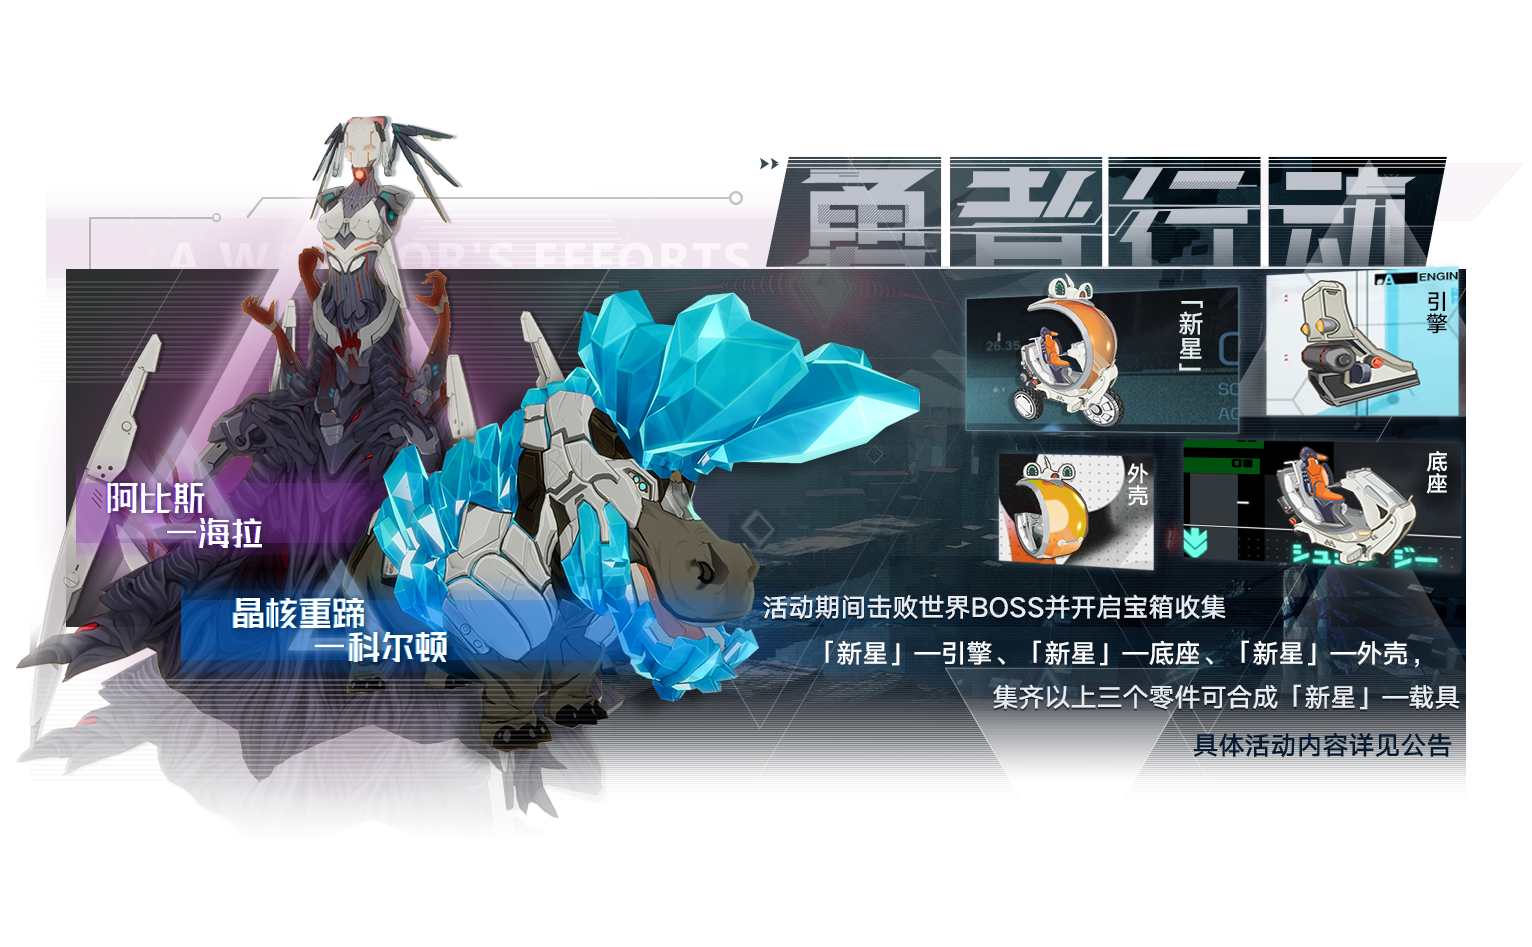 勇者行动
A WARRIOR'S EFFORTS
「新星」
26.35
ENGIN
引擎
外壳
底座
阿比斯
—海拉
晶核重蹄
—科尔顿
活动期间击败世界BOSS并开启宝箱收集
「新星」—引擎、「新星」—底座、「新星」—外壳，
集齐以上三个零件可合成「新星」—载具
具体活动内容详见公告